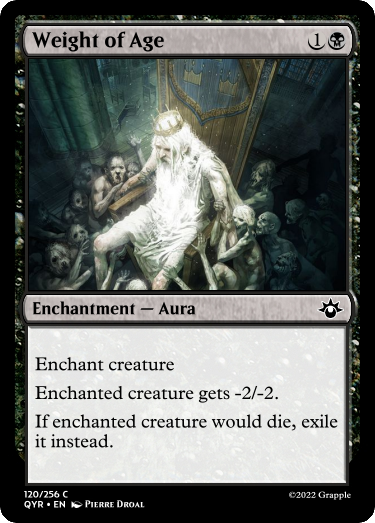 Weight of Age 1
Enchantment — Aura
Enchant creature
Enchanted creature gets -2/-2.
If enchanted creature would die, exile
it instead.
120/256 C
QYR • EN PIERRE DROAL
©2022 Grapple